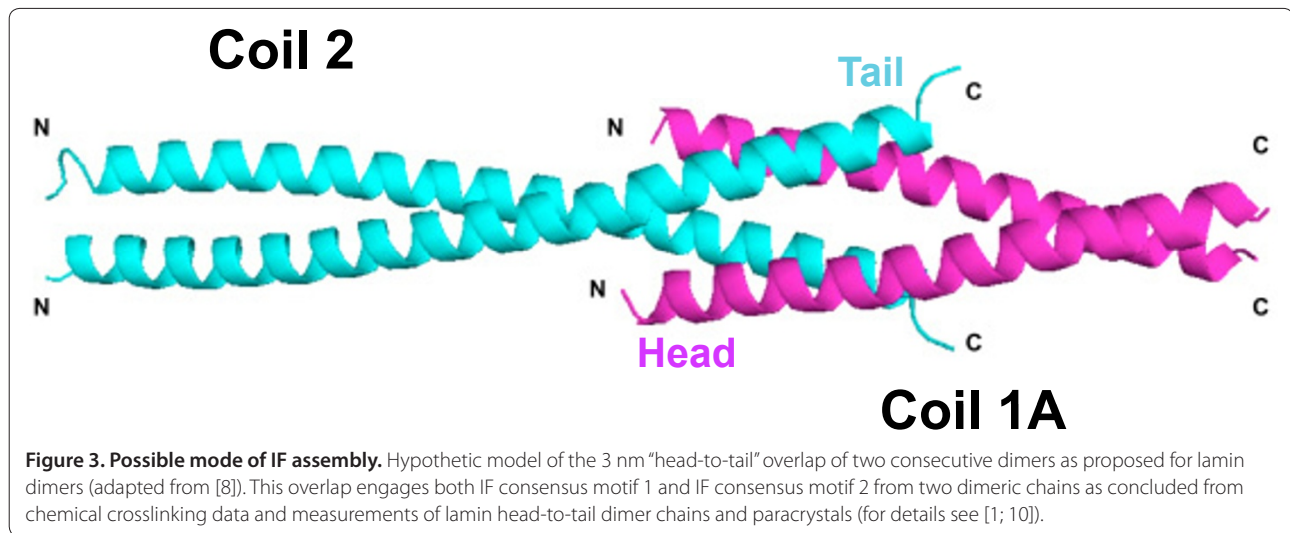 Coil 2
Tail
C
N
N
C
N
N
C
C
Head
Coil 1A
Figure 3. Possible mode of IF assembly. Hypothetic model of the 3 nm “head-to-tail” overlap of two consecutive dimers as proposed for lamin
dimers (adapted from [8]). This overlap engages both IF consensus motif 1 and IF consensus motif 2 from two dimeric chains as concluded from
chemical crosslinking data and measurements of lamin head-to-tail dimer chains and paracrystals (for details see [1; 10]).